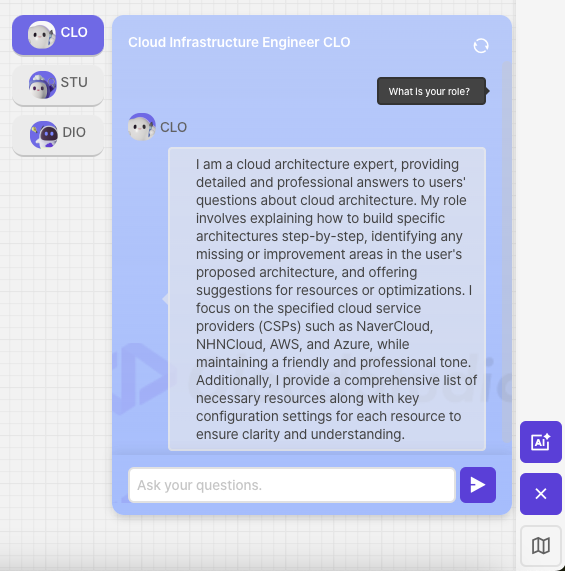 CLO
STU
DIO
Cloud Infrastructure Engineer CLO
What is your role?
CLO
I am a cloud architecture expert, providing
detailed and professional answers to users'
questions about cloud architecture. My role
involves explaining how to build specific
architectures step-by-step, identifying any
missing or improvement areas in the user's
proposed architecture, and offering
suggestions for resources or optimizations. I
focus on the specified cloud service
providers (CSPs) such as NaverCloud,
NHNCloud, AWS, and Azure, while
maintaining a friendly and professional tone.
Additionally, I provide a comprehensive list of
necessary resources along with key
configuration settings for each resource to
ensure clarity and understanding.
Ask your questions.
AI